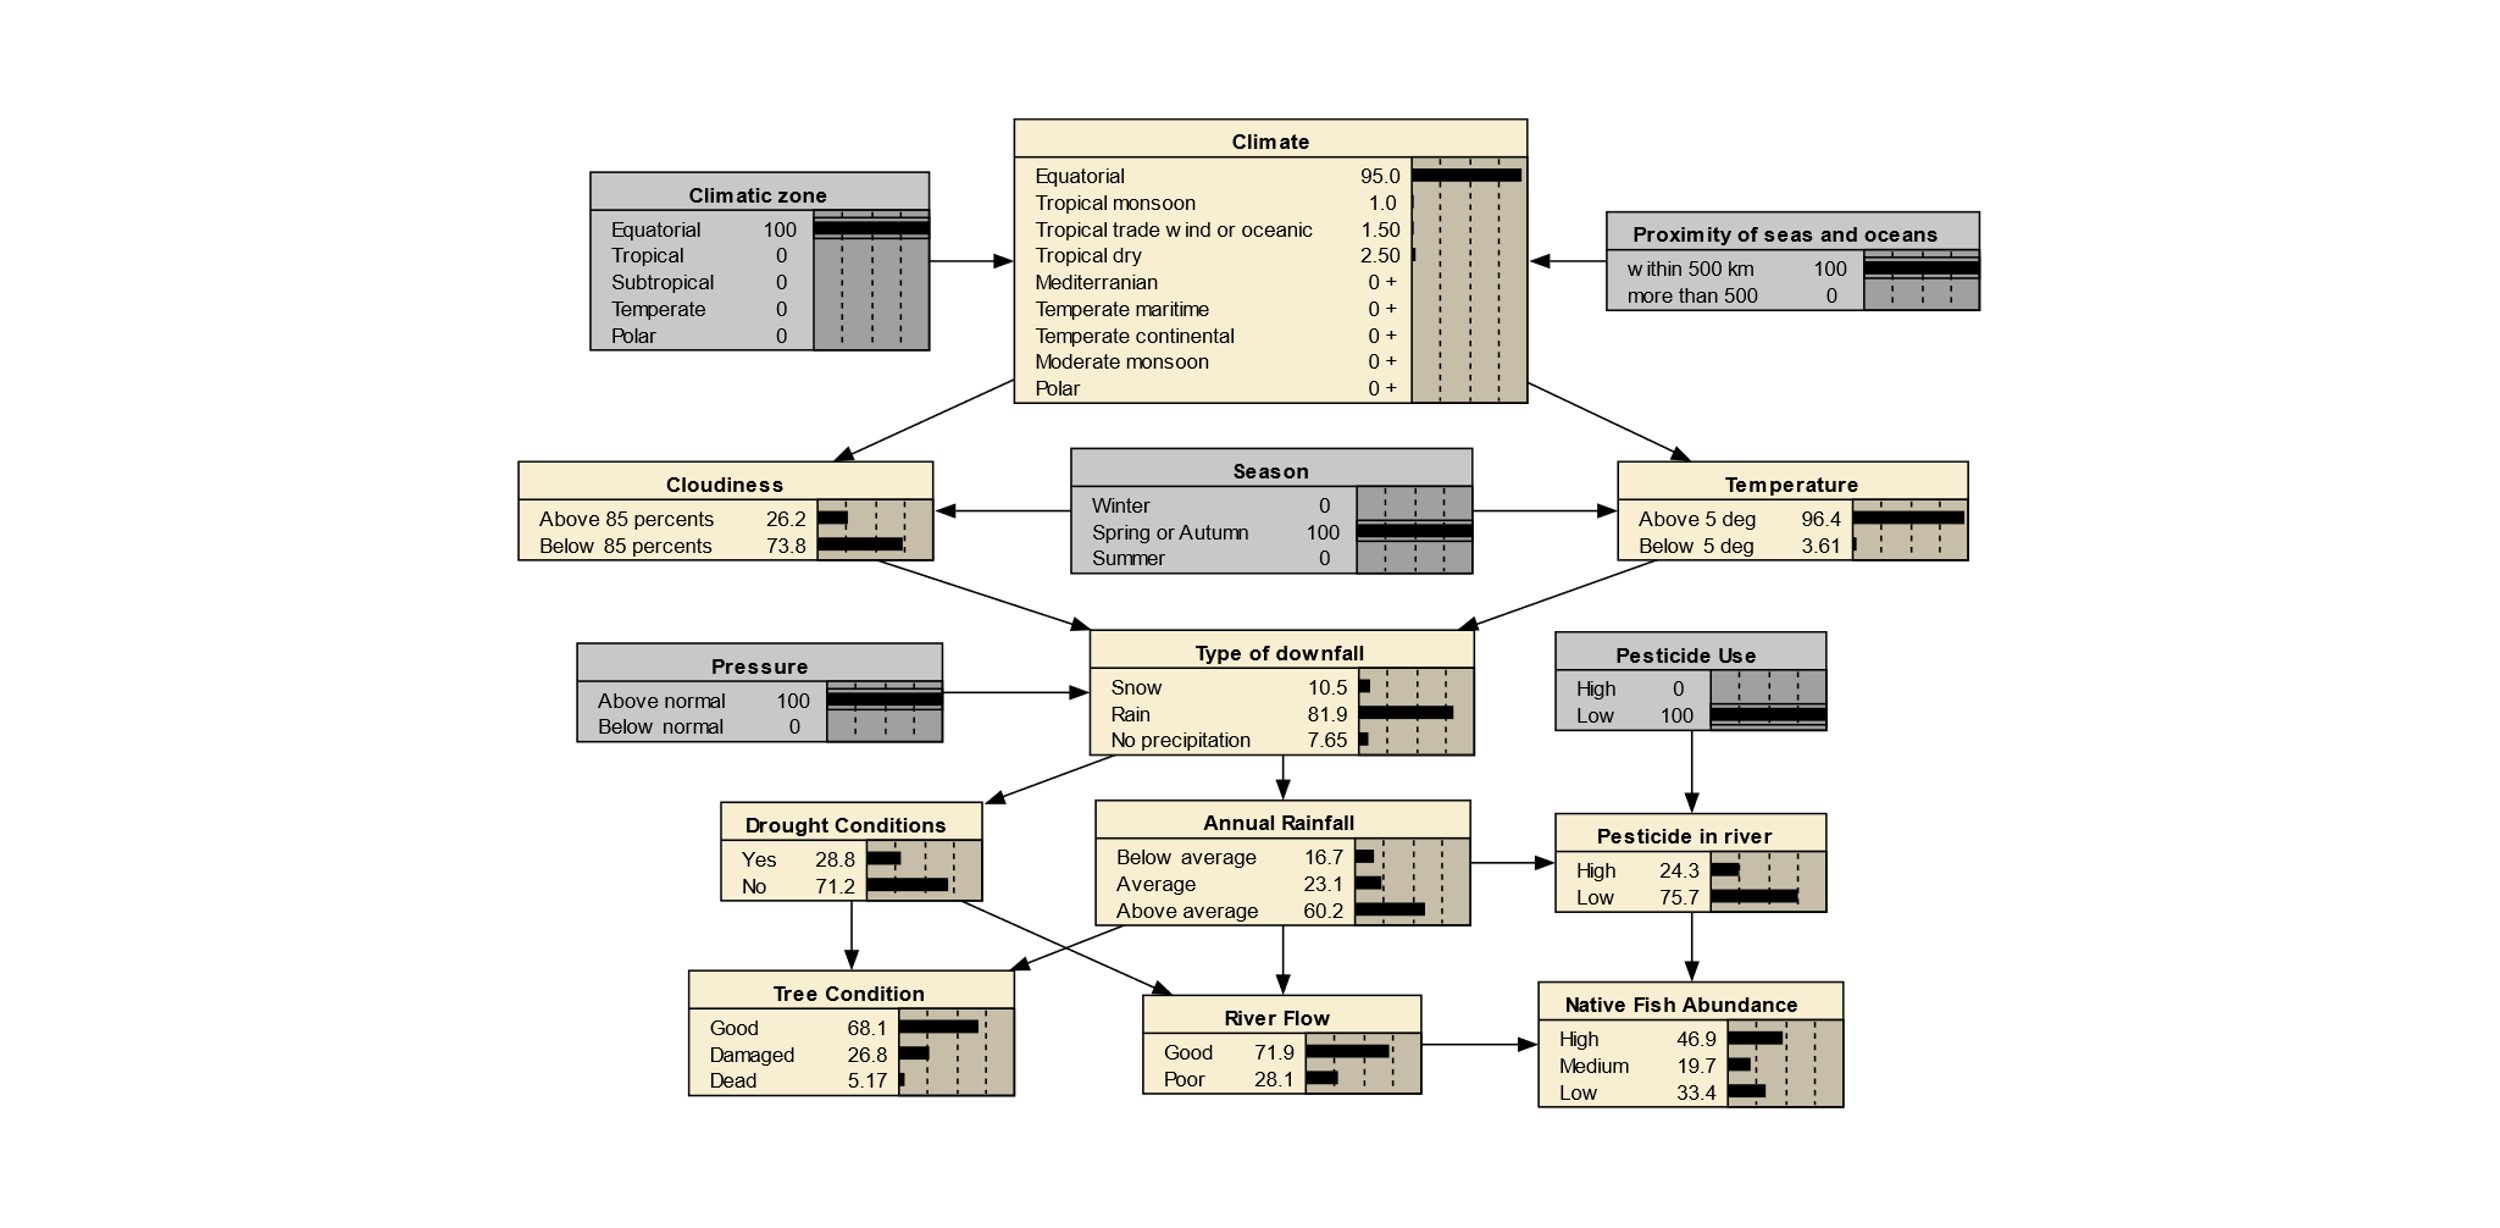 Climate
Equatorial 95.0
Tropical monsoon 1.0
Tropical trade wind or oceanic 1.50
Tropical dry 2.50
Mediterranian 0 +
Temperate maritime 0 +
Temperate continental 0 +
Moderate monsoon 0 +
Polar 0 +
Climatic zone
Equatorial 100
Tropical 0
Subtropical 0
Temperate 0
Polar 0
Proximity of seas and oceans
within 500 km 100
more than 500 0
Cloudiness
Above 85 percents 26.2
Below 85 percents 73.8
Season
Winter 0
Spring or Autumn 100
Summer 0
Temperature
Above 5 deg 96.4
Below 5 deg 3.61
Pressure
Above normal 100
Below normal 0
Type of downfall
Snow 10.5
Rain 81.9
No precipitation 7.65
Pesticide Use
High 0
Low 100
Drought Conditions
Yes 28.8
No 71.2
Annual Rainfall
Below average 16.7
Average 23.1
Above average 60.2
Pesticide in river
High 24.3
Low 75.7
Tree Condition
Good 68.1
Damaged 26.8
Dead 5.17
River Flow
Good 71.9
Poor 28.1
Native Fish Abundance
High 46.9
Medium 19.7
Low 33.4